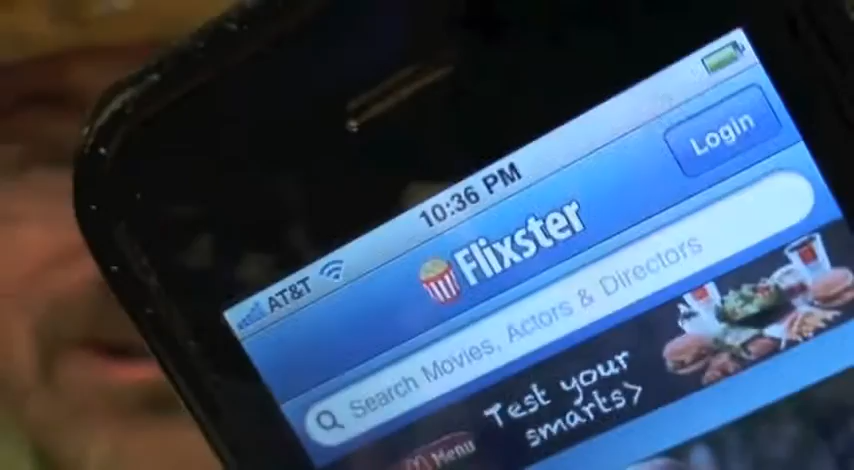 AT&T 10:36 PM
Flixster
Login
Search Movies, Actors & Directors
Test your
smarts>
Menu